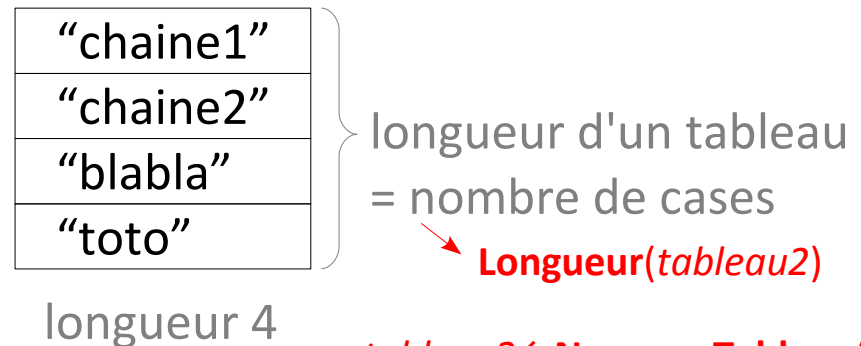 “chaine1”
“chaine2”
“blabla”
“toto”
longueur d'un tableau
= nombre de cases
Longueur(tableau2)
longueur 4